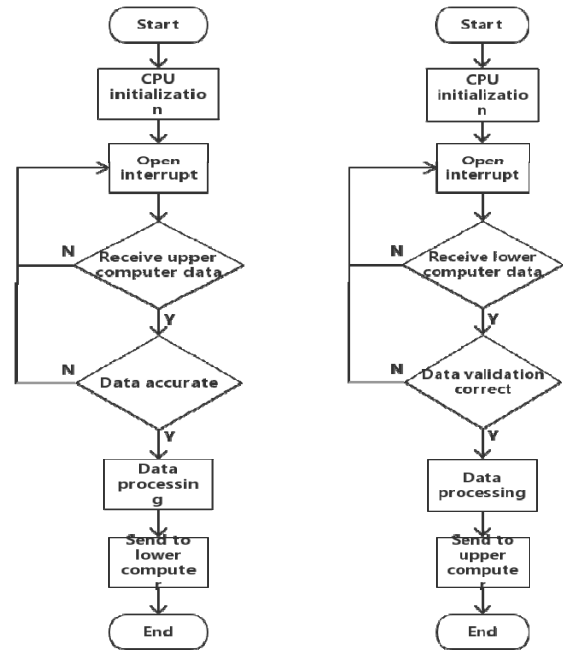 Start
CPU
initializatio
n
Open
interrupt
N
Receive upper
computer data
Y
N
Data accurate
Y
Data
processin
g
Send to
lower
compute
r
End
Start
CPU
initializatio
n
Open
interrupt
N
Receive lower
computer data
Y
N
Data validation
correct
Y
Data
processing
Send to
upper
compute
r
End